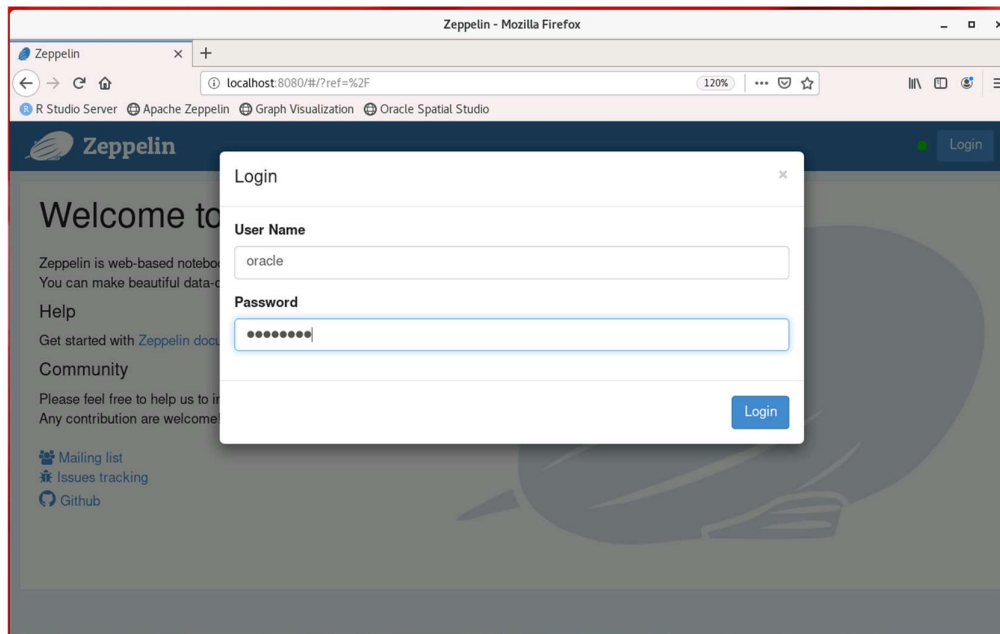 Zeppelin - Mozilla Firefox
Zeppelin
localhost:8080/#/?ref=%2F
120%
R Studio Server Apache Zeppelin Graph Visualization Oracle Spatial Studio
Zeppelin
Login
Login
×
Welcome to
User Name
Zeppelin is web-based notebo
oracle
You can make beautiful data-
Password
Help
Get started with Zeppelin docu
●●●●●●●●
Community
Please feel free to help us to i
Any contribution are welcome!
Login
Mailing list
Issues tracking
Github